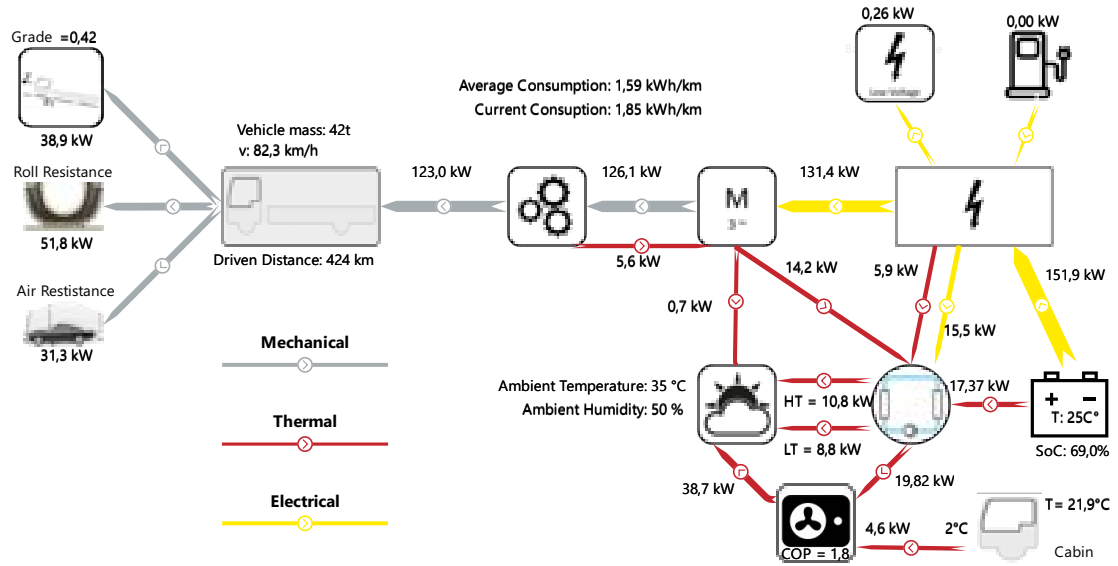 0,26 kW
0,00 kW
Grade =0,42
Low Voltage
38,9 kW
Average Consumption: 1,59 kWh/km
Current Consuption: 1,85 kWh/km
Vehicle mass: 42t
v: 82,3 km/h
Roll Resistance
51,8 kW
123,0 kW
126,1 kW
131,4 kW
M
Driven Distance: 424 km
5,6 kW
14,2 kW
5,9 kW
151,9 kW
Air Restistance
31,3 kW
0,7 kW
15,5 kW
Mechanical
Ambient Temperature: 35 °C
Ambient Humidity: 50 %
HT = 10,8 kW
17,37 kW
+ −
T: 25C°
SoC: 69,0%
Thermal
LT = 8,8 kW
38,7 kW
19,82 kW
Electrical
COP = 1,8
4,6 kW
2°C
T= 21,9°C
Cabin